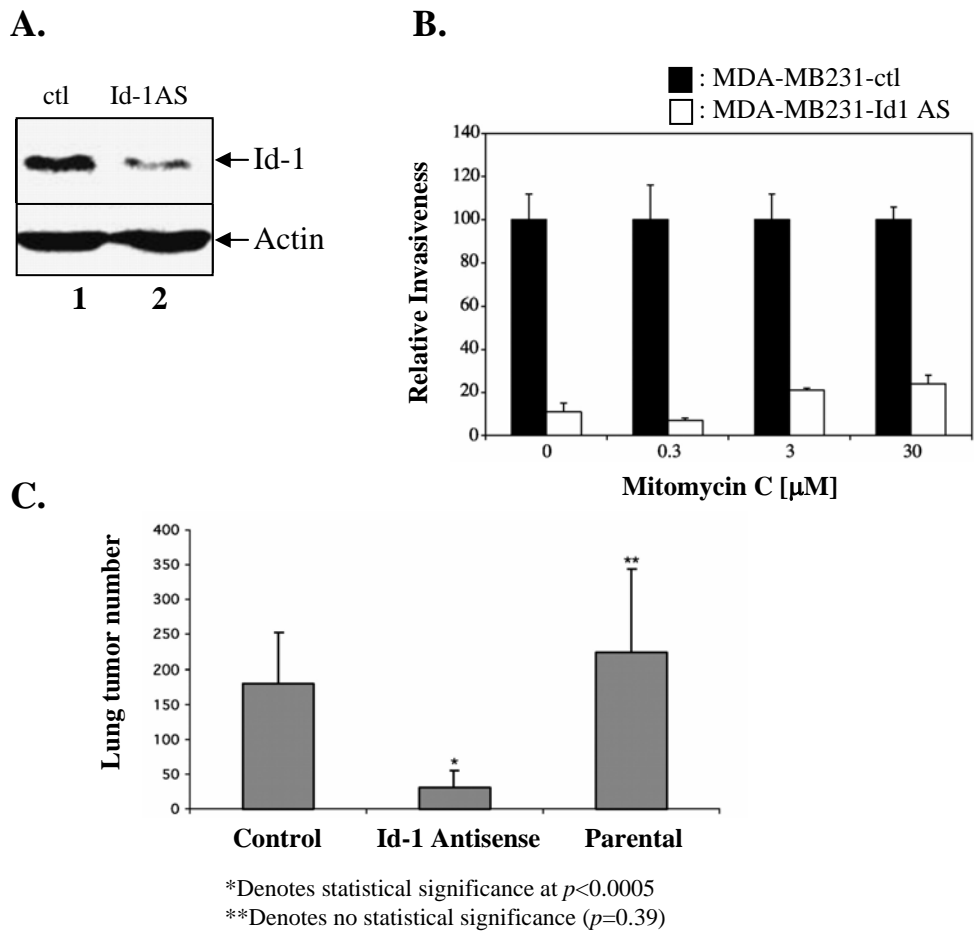 A.
ctl Id-1AS
Id-1
Actin
1 2
B.
: MDA-MB231-ctl
: MDA-MB231-Id1 AS
140
120
100
80
60
40
20
0
Relative Invasiveness
0 0.3 3 30
Mitomycin C [μM]
C.
400
350
300
250
200
150
100
50
0
Lung tumor number
*
**
Control Id-1 Antisense Parental
*Denotes statistical significance at p<0.0005
**Denotes no statistical significance (p=0.39)